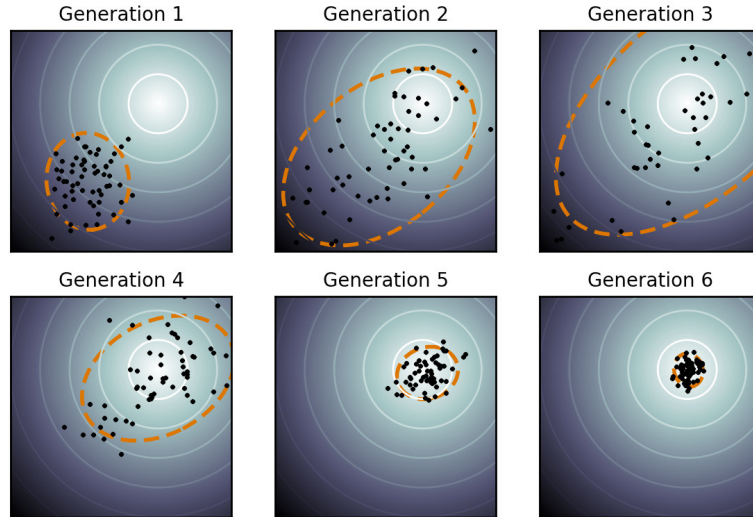 Generation 1
Generation 2
Generation 3
Generation 4
Generation 5
Generation 6